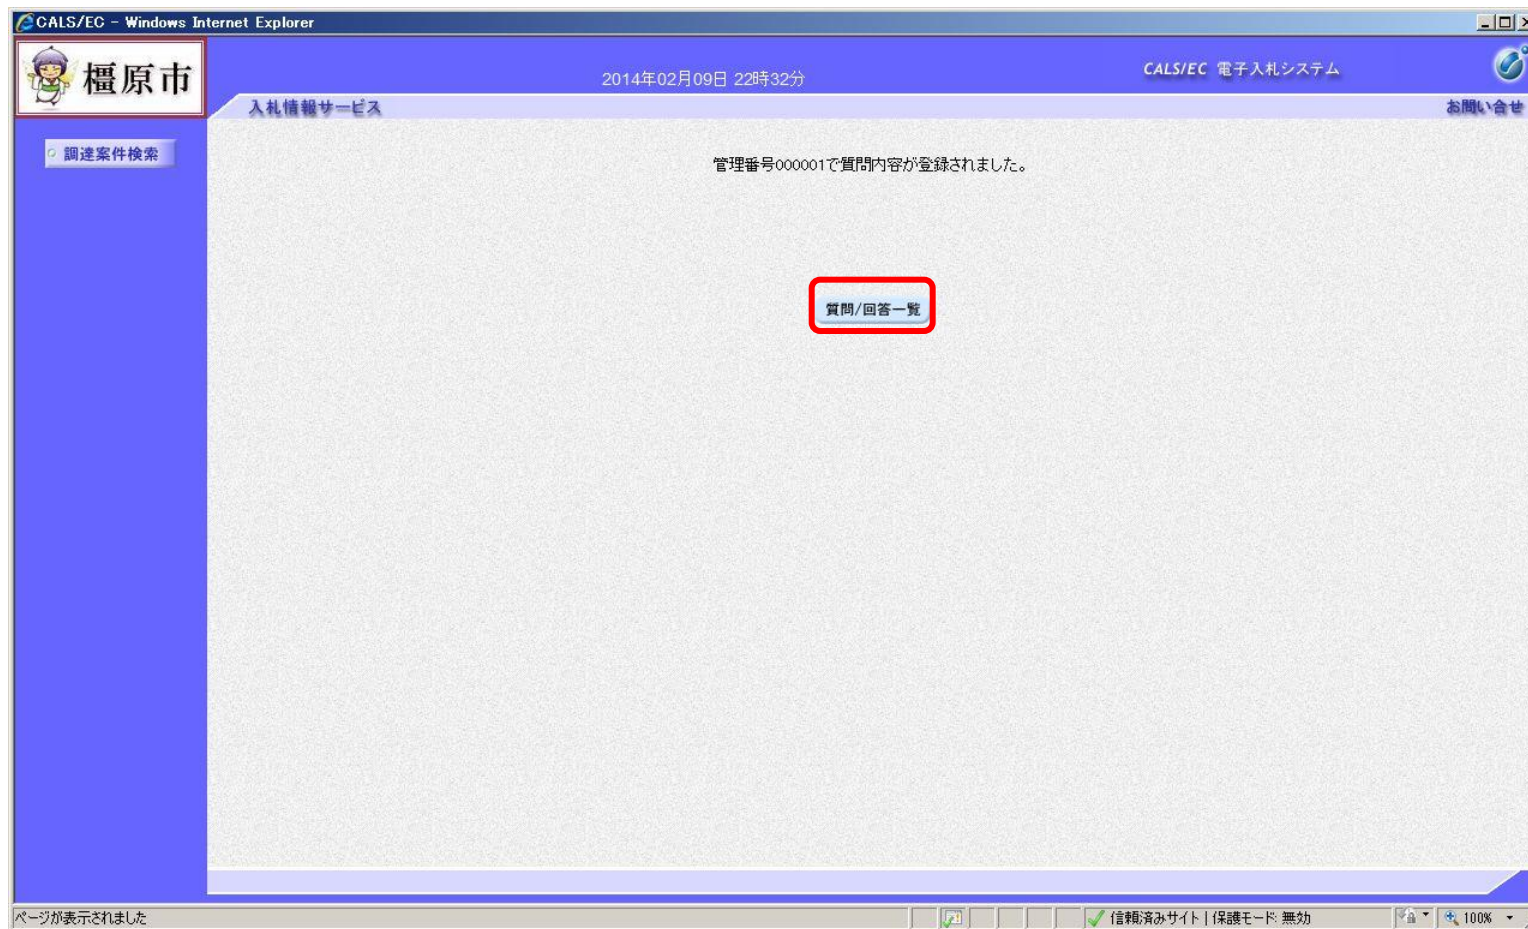 CALS/EC - Windows Internet Explorer
橿原市
2014年02月09日 22時32分
CALS/EC 電子入札システム
入札情報サービス
お問い合せ
調達案件検索
管理番号000001で質問内容が登録されました。
質問/回答一覧
ページが表示されました
信頼済みサイト | 保護モード: 無効
100%